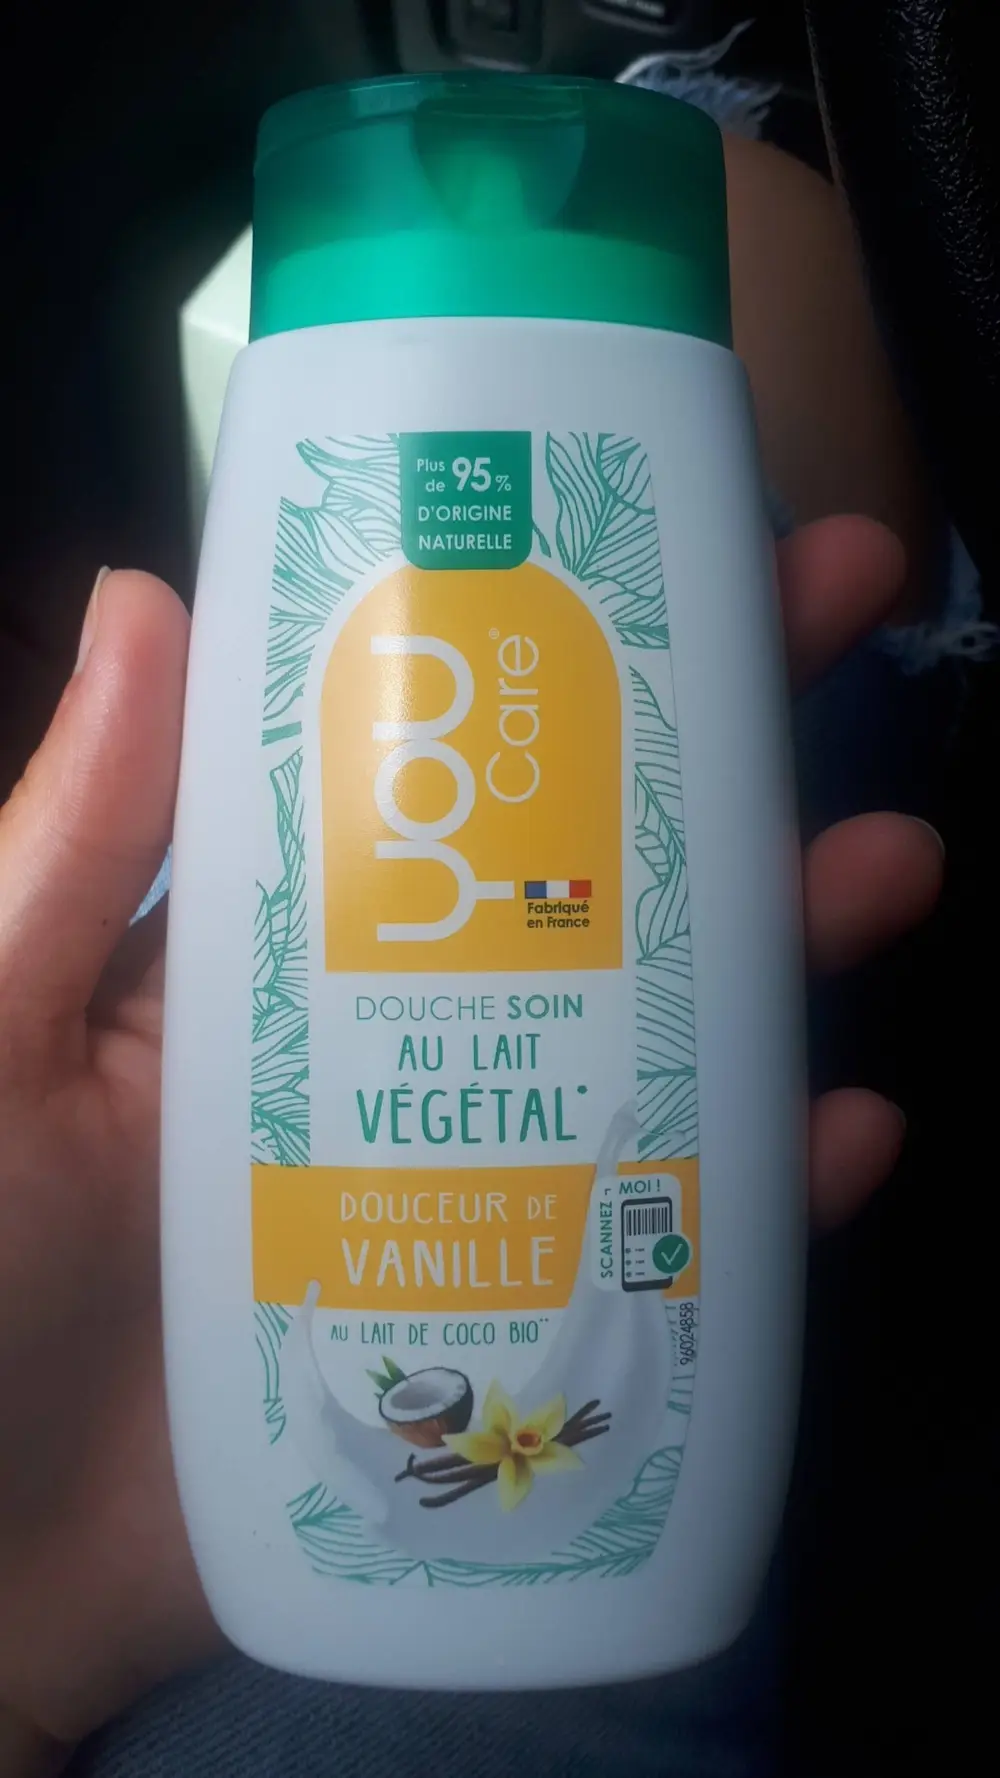 Plus de 95%
D'ORIGINE
NATURELLE
you
Care®
Fabriqué
en France
DOUCHE SOIN
AU LAIT
VÉGÉTAL*
DOUCEUR DE
VANILLE
SCANNEZ-MOI !
AU LAIT DE COCO BIO**
96024858